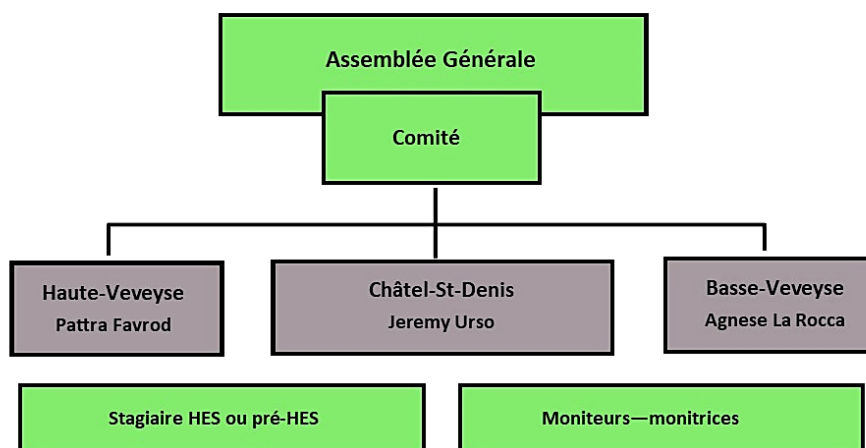 Assemblée Générale
Comité
Haute-Veveyse
Pattra Favrod
Châtel-St-Denis
Jeremy Urso
Basse-Veveyse
Agnese La Rocca
Stagiaire HES ou pré-HES
Moniteurs—monitrices